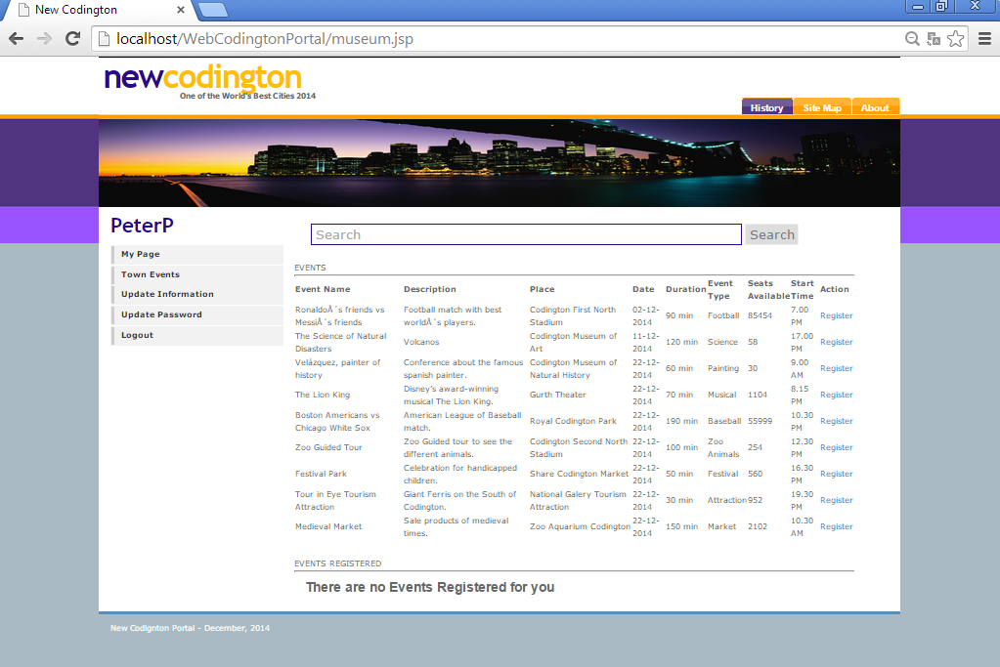 New Codington
localhost/WebCodingtonPortal/museum.jsp
newcodington
One of the World's Best Cities 2014
History Site Map About
PeterP
Search Search
My Page
Town Events
Update Information
Update Password
Logout
EVENTS
Event Name Description Place Date Duration Event Type Seats Available Start Time Action
RonaldoÂ´s friends vs MessiÂ´s friends Football match with best worldÂ´s players. Codington First North Stadium 02-12-2014 90 min Football 85454 7.00 PM Register
The Science of Natural Disasters Volcanos Codington Museum of Art 11-12-2014 120 min Science 58 17.00 PM Register
Velázquez, painter of history Conference about the famous spanish painter. Codington Museum of Natural History 22-12-2014 60 min Painting 30 9.00 AM Register
The Lion King Disney's award-winning musical The Lion King. Gurth Theater 22-12-2014 70 min Musical 1104 8.15 PM Register
Boston Americans vs Chicago White Sox American League of Baseball match. Royal Codington Park 22-12-2014 190 min Baseball 55999 10.30 PM Register
Zoo Guided Tour Zoo Guided tour to see the different animals. Codington Second North Stadium 22-12-2014 100 min Zoo Animals 254 12.30 PM Register
Festival Park Celebration for handicapped children. Share Codington Market 22-12-2014 50 min Festival 560 16.30 PM Register
Tour in Eye Tourism Attraction Giant Ferris on the South of Codington. National Galery Tourism Attraction 22-12-2014 30 min Attraction 952 19.30 PM Register
Medieval Market Sale products of medieval times. Zoo Aquarium Codington 22-12-2014 150 min Market 2102 10.30 AM Register
EVENTS REGISTERED
There are no Events Registered for you
New Codignton Portal - December, 2014